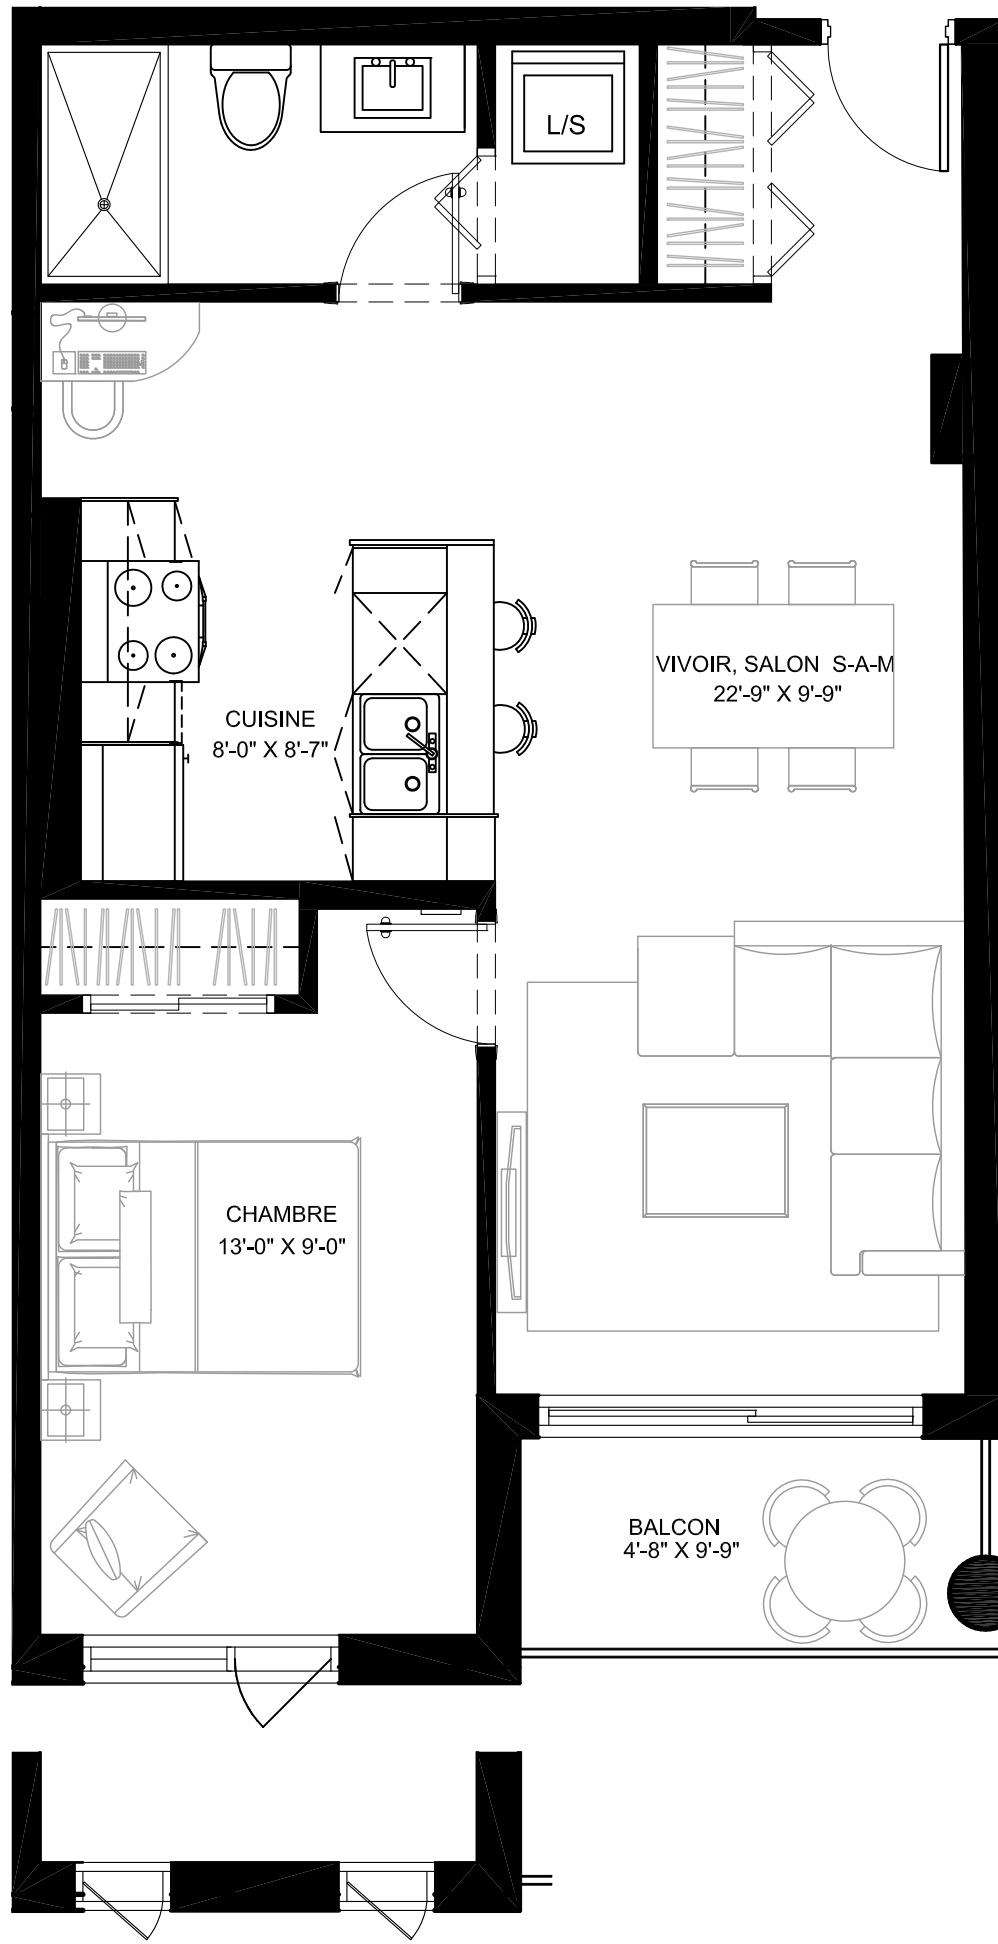 L/S
VIVOIR, SALON S-A-M
22'-9" X 9'-9"
CUISINE
8'-0" X 8'-7"
CHAMBRE
13'-0" X 9'-0"
BALCON
4'-8" X 9'-9"